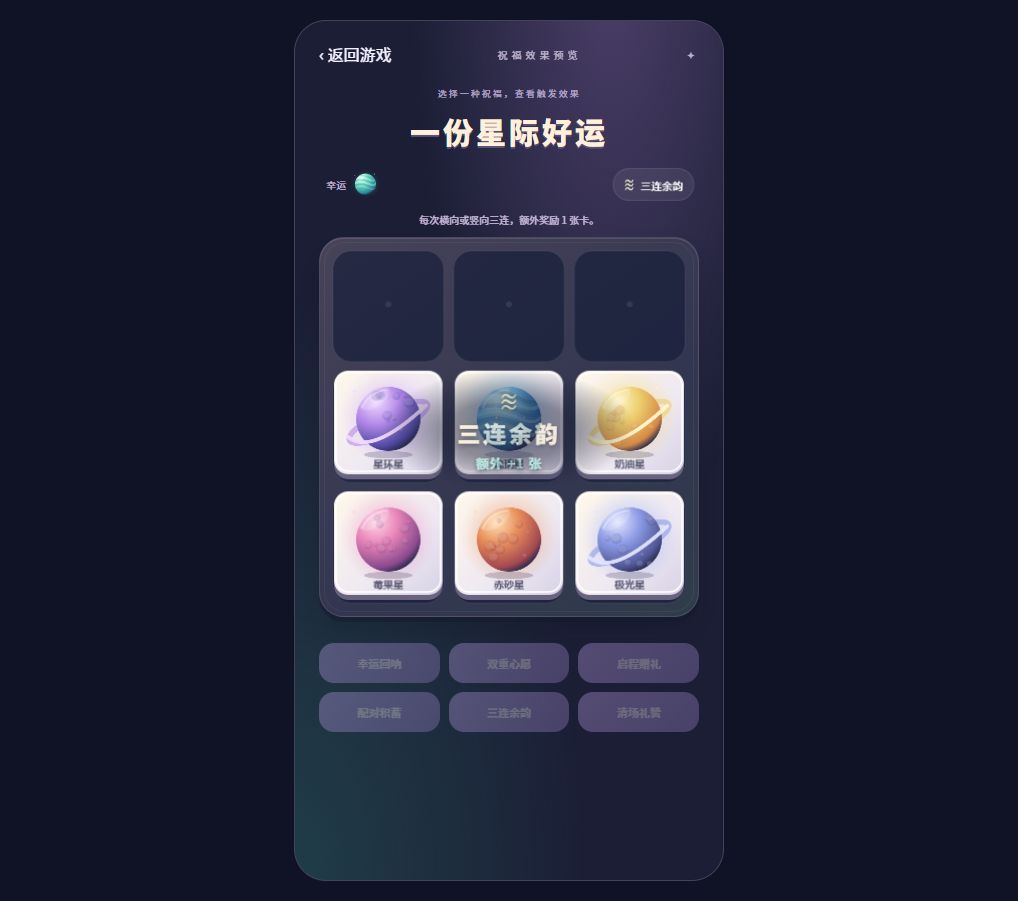 ‹ 返回游戏
祝福效果预览
选择一种祝福，查看触发效果
一份星际好运
幸运
三连余韵
每次横向或竖向三连，额外奖励 1 张卡。
星环星
三连余韵
额外 +1 张
奶油星
莓果星
赤砂星
极光星
幸运回响
双重心愿
启程赠礼
配对积蓄
三连余韵
清场礼赞